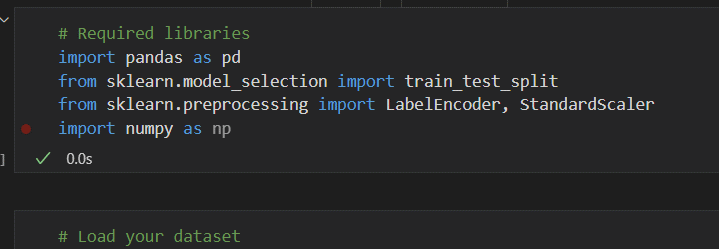 # Required libraries
import pandas as pd
from sklearn.model_selection import train_test_split
from sklearn.preprocessing import LabelEncoder, StandardScaler
import numpy as np
]
0.0s
# Load your dataset